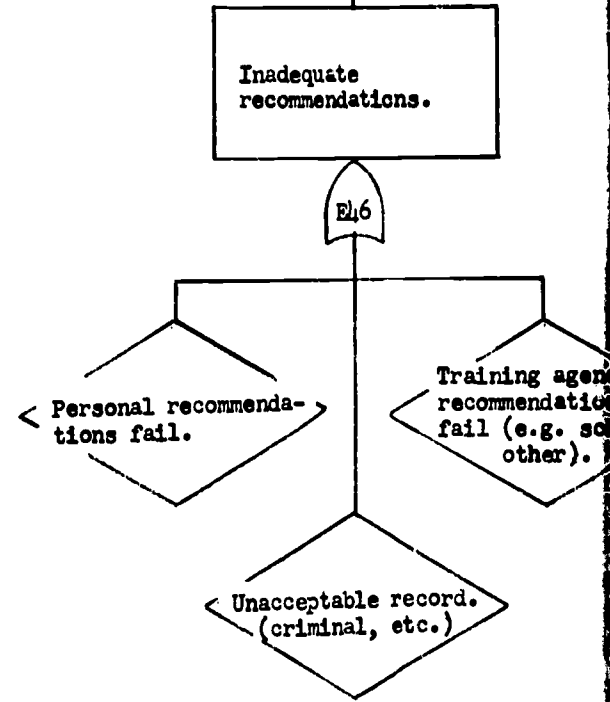 Inadequate
recommendations.
E46
Personal recommenda-
tions fail.
Training agen
recommendatio
fail (e.g. sc
other).
Unacceptable record.
(criminal, etc.)